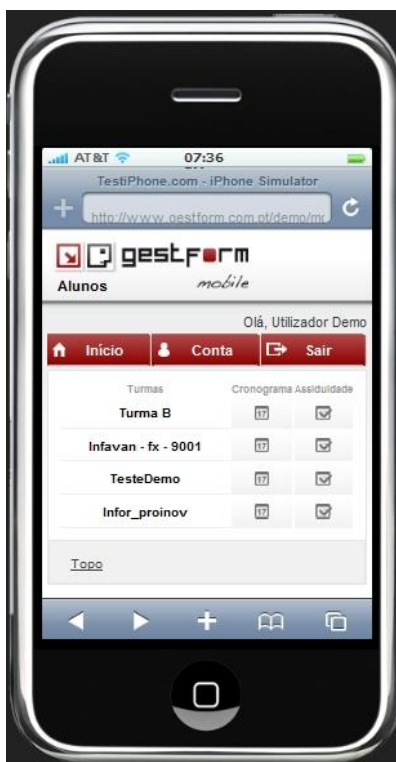 AT&T 07:36
TestiPhone.com - iPhone Simulator
http://www.gestform.com.pt/demo/mo
gestform
Alunos mobile
Olá, Utilizador Demo
Início Conta Sair
Turmas Cronograma Assiduidade
Turma B 17
Infavan - fx - 9001 17
TesteDemo 17
Infor_proinov 17
Topo